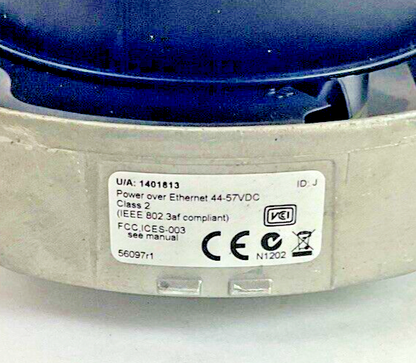 U/A: 1401813 ID: J
Power over Ethernet 44-57VDC
Class 2
(IEEE 802.3af compliant)
FCC,ICES-003
see manual
CE N1202
56097r1